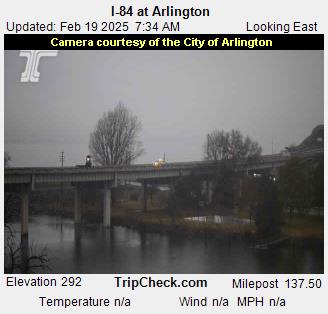 I-84 at Arlington
Updated: Feb 19 2025 7:34 AM Looking East
Camera courtesy of the City of Arlington
Elevation 292 TripCheck.com Milepost 137.50
Temperature n/a Wind n/a MPH n/a